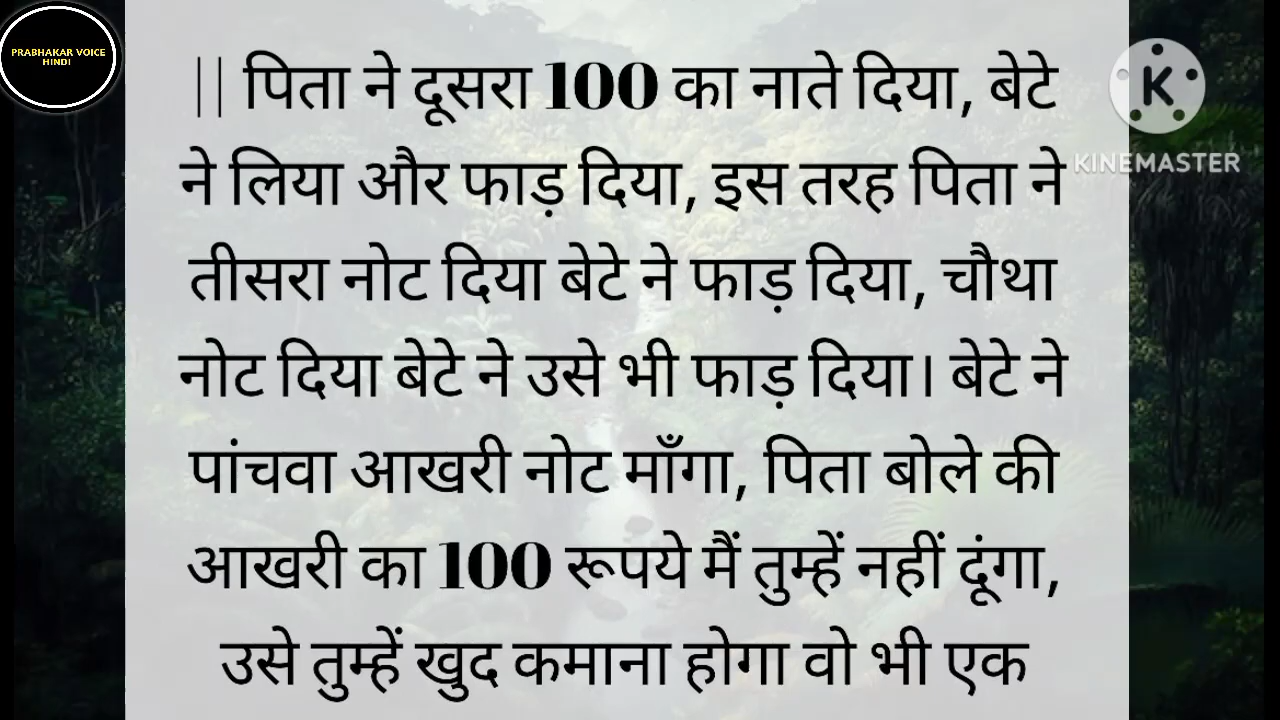 PRABHAKAR VOICE
HINDI
|| पिता ने दूसरा 100 का नाते दिया, बेटे
ने लिया और फाड़ दिया, इस तरह पिता ने
तीसरा नोट दिया बेटे ने फाड़ दिया, चौथा
नोट दिया बेटे ने उसे भी फाड़ दिया। बेटे ने
पांचवा आखरी नोट माँगा, पिता बोले की
आखरी का 100 रूपये मैं तुम्हें नहीं दूंगा,
उसे तुम्हें खुद कमाना होगा वो भी एक
K
KINEMASTER